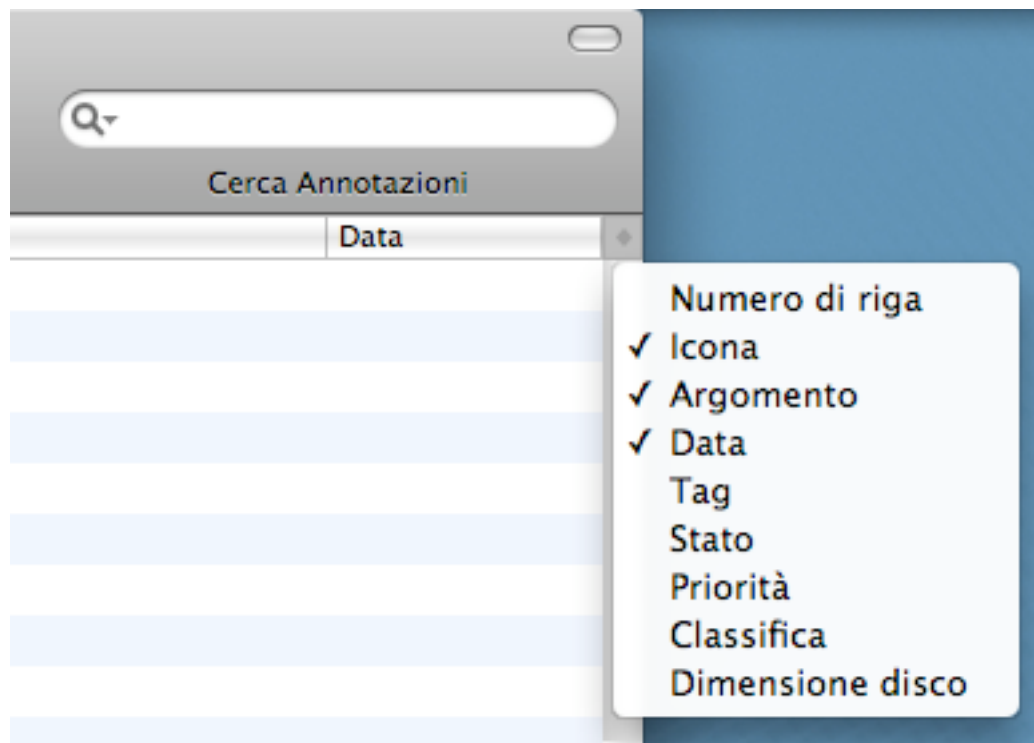 Cerca Annotazioni
Data
Numero di riga
✓ Icona
✓ Argomento
✓ Data
Tag
Stato
Priorità
Classifica
Dimensione disco